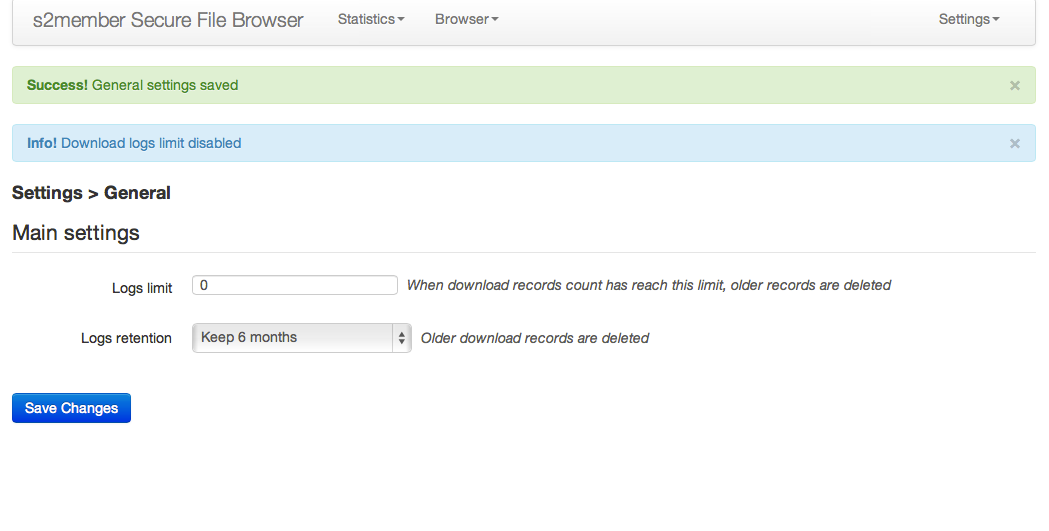 s2member Secure File Browser Statistics Browser Settings
Success! General settings saved ×
Info! Download logs limit disabled ×
Settings > General
Main settings
Logs limit 0 When download records count has reach this limit, older records are deleted
Logs retention Keep 6 months Older download records are deleted
Save Changes